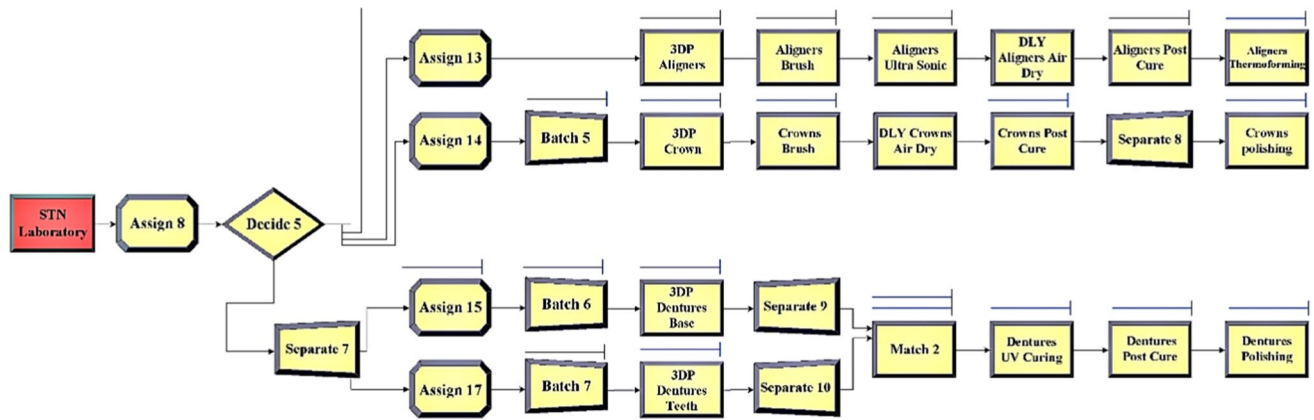 Assign 13
3DP
Aligners
Aligners
Brush
Aligners
Ultra Sonic
DLY
Aligners Air
Dry
Aligners Post
Cure
Aligners
Thermoforming
Assign 14
Batch 5
3DP
Crown
Crowns
Brush
DLY Crowns
Air Dry
Crowns Post
Cure
Separate 8
Crowns
polishing
STN
Laboratory
Assign 8
Decide 5
Separate 7
Assign 15
Batch 6
3DP
Dentures
Base
Separate 9
Assign 17
Batch 7
3DP
Dentures
Teeth
Separate 10
Match 2
Dentures
UV Curing
Dentures
Post Cure
Dentures
Polishing